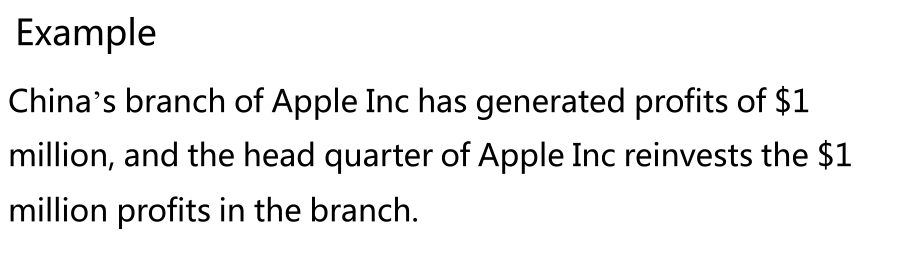 Example
China’s branch of Apple Inc has generated profits of $1
million, and the head quarter of Apple Inc reinvests the $1
million profits in the branch.